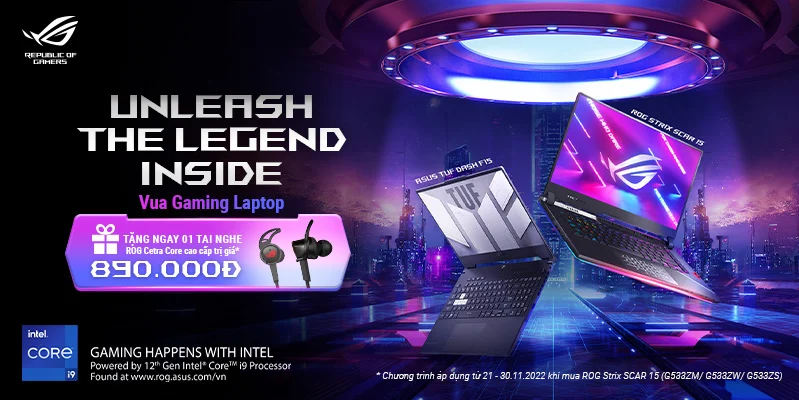 REPUBLIC OF
GAMERS
UNLEASH
THE LEGEND
INSIDE
Vua Gaming Laptop
TẶNG NGAY 01 TAI NGHE
ROG Cetra Core cao cấp trị giá*
890.000Đ
ASUS TUF DASH F15
TUF
ROG STRIX SCAR 15
intel.
CORE
i9
GAMING HAPPENS WITH INTEL
Powered by 12th Gen Intel® Core™ i9 Processor
Found at www.rog.asus.com/vn
* Chương trình áp dụng từ 21 - 30.11.2022 khi mua ROG Strix SCAR 15 (G533ZM/ G533ZW/ G533ZS)